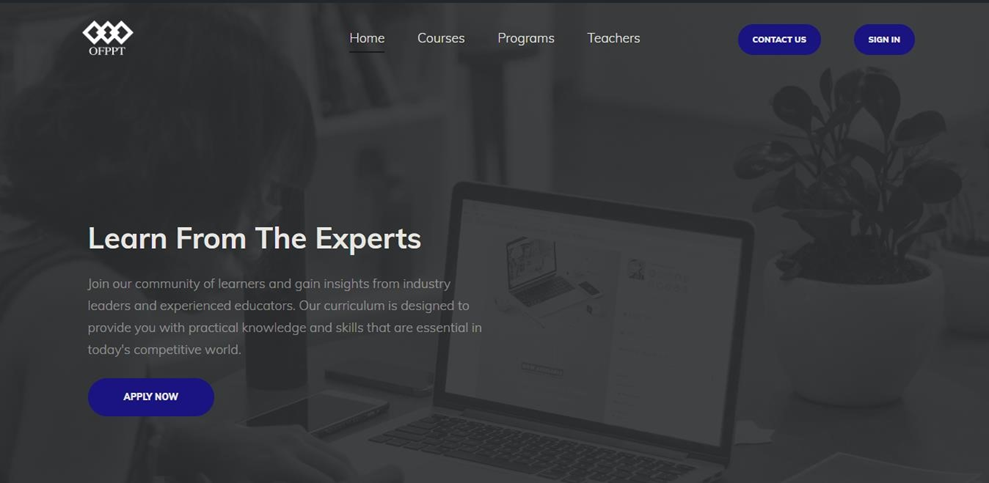 OFPPT
Home Courses Programs Teachers CONTACT US SIGN IN
Learn From The Experts
Join our community of learners and gain insights from industry
leaders and experienced educators. Our curriculum is designed to
provide you with practical knowledge and skills that are essential in
today's competitive world.
APPLY NOW